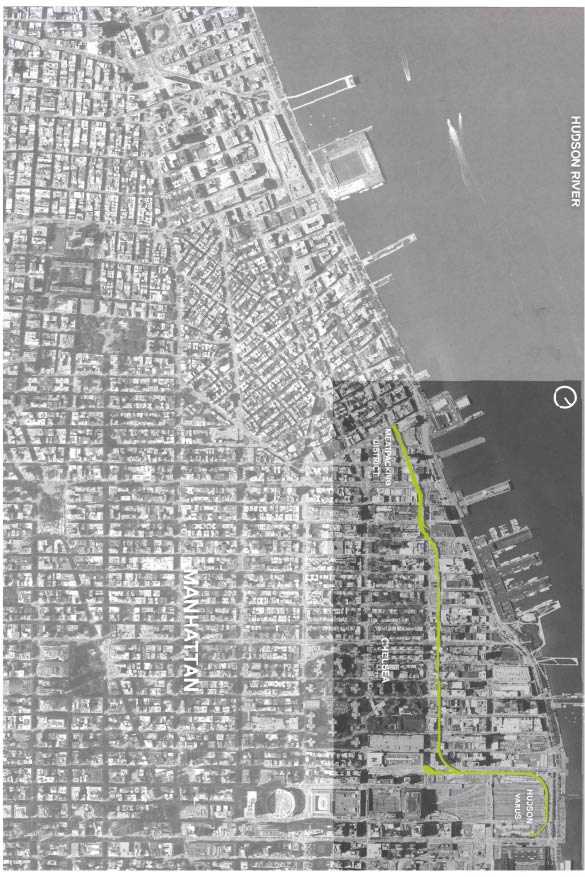 HUDSON RIVER
MEATPACKING
DISTRICT
MANHATTAN
CHELSEA
HUDSON
YARDS